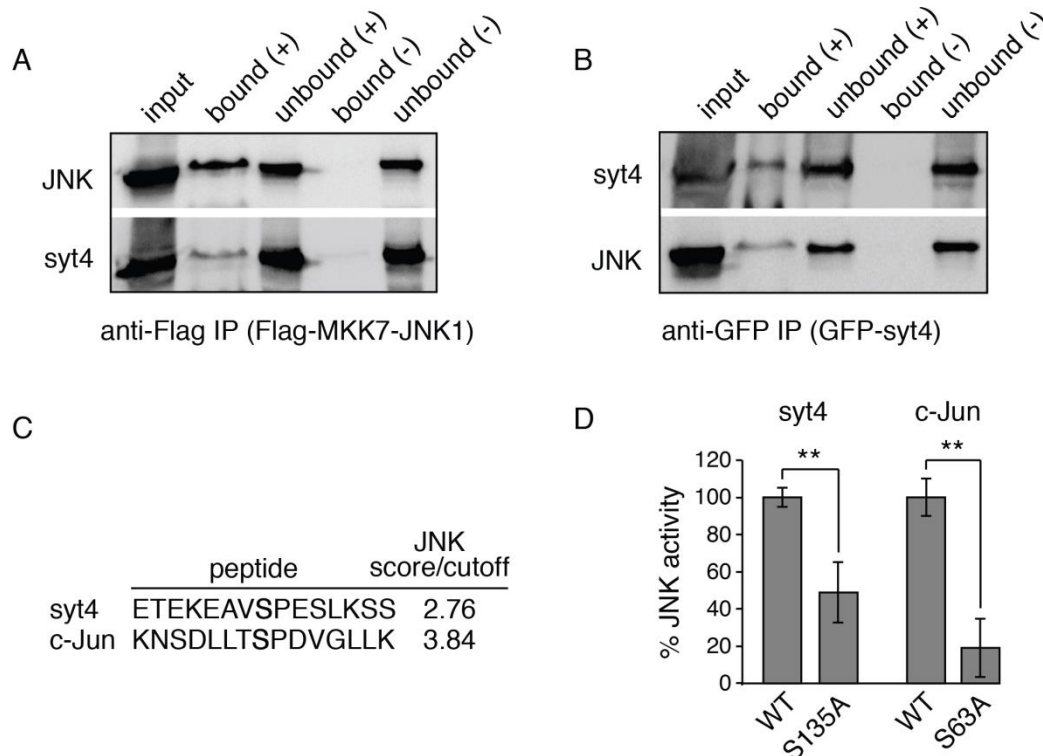 A
input
bound (+)
unbound (+)
bound (-)
unbound (-)
JNK
syt4
anti-Flag IP (Flag-MKK7-JNK1)
B
input
bound (+)
unbound (+)
bound (-)
unbound (-)
syt4
JNK
anti-GFP IP (GFP-syt4)
C
peptide JNK score/cutoff
syt4 ETEKEAVSPESLKSS 2.76
c-Jun KNSDLLTSPDVGLLK 3.84
D
syt4 c-Jun
** **
% JNK activity
120
100
80
60
40
20
0
WT S135A WT S63A